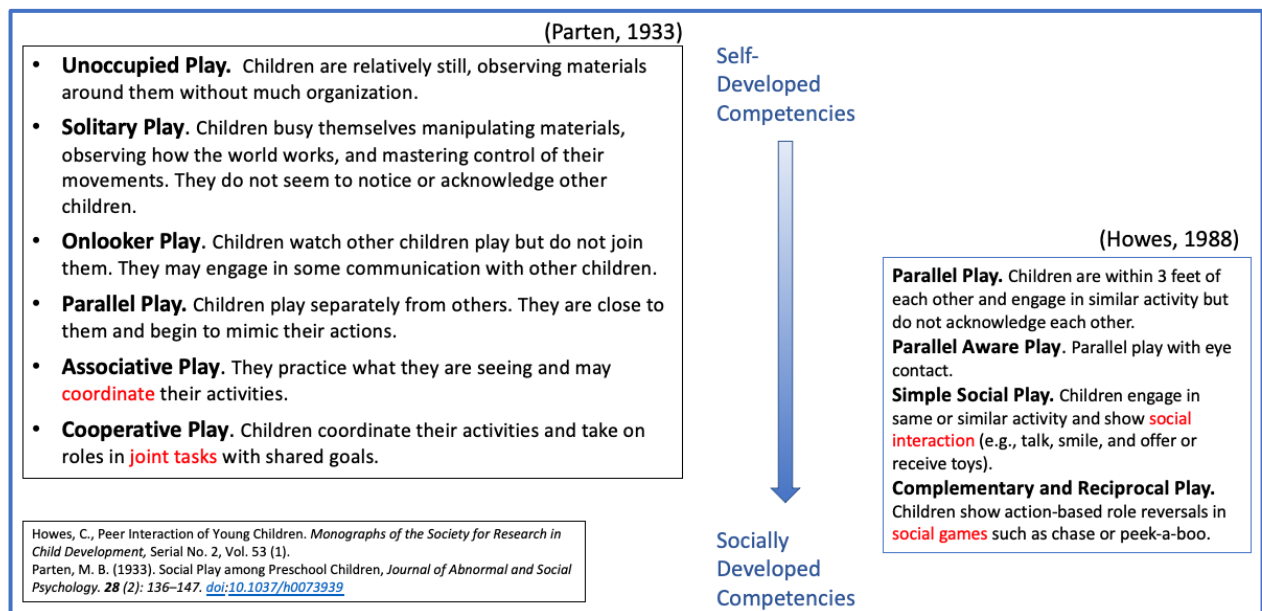 (Parten, 1933)
• Unoccupied Play. Children are relatively still, observing materials
around them without much organization.
• Solitary Play. Children busy themselves manipulating materials,
observing how the world works, and mastering control of their
movements. They do not seem to notice or acknowledge other
children.
• Onlooker Play. Children watch other children play but do not join
them. They may engage in some communication with other children.
• Parallel Play. Children play separately from others. They are close to
them and begin to mimic their actions.
• Associative Play. They practice what they are seeing and may
coordinate their activities.
• Cooperative Play. Children coordinate their activities and take on
roles in joint tasks with shared goals.
Howes, C., Peer Interaction of Young Children. Monographs of the Society for Research in
Child Development, Serial No. 2, Vol. 53 (1).
Parten, M. B. (1933). Social Play among Preschool Children, Journal of Abnormal and Social
Psychology. 28 (2): 136–147. doi:10.1037/h0073939
Self-
Developed
Competencies
Socially
Developed
Competencies
(Howes, 1988)
Parallel Play. Children are within 3 feet of
each other and engage in similar activity but
do not acknowledge each other.
Parallel Aware Play. Parallel play with eye
contact.
Simple Social Play. Children engage in
same or similar activity and show social
interaction (e.g., talk, smile, and offer or
receive toys).
Complementary and Reciprocal Play.
Children show action-based role reversals in
social games such as chase or peek-a-boo.